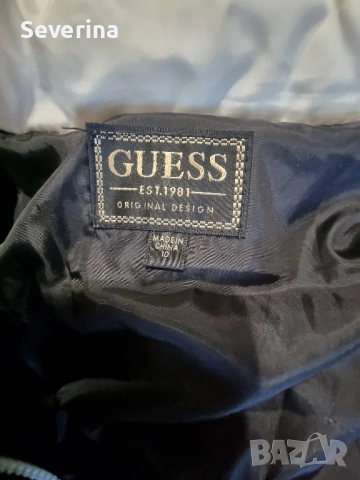 Severina
GUESS
EST.1981
ORIGINAL DESIGN
MADE IN
CHINA
10
BAZAR